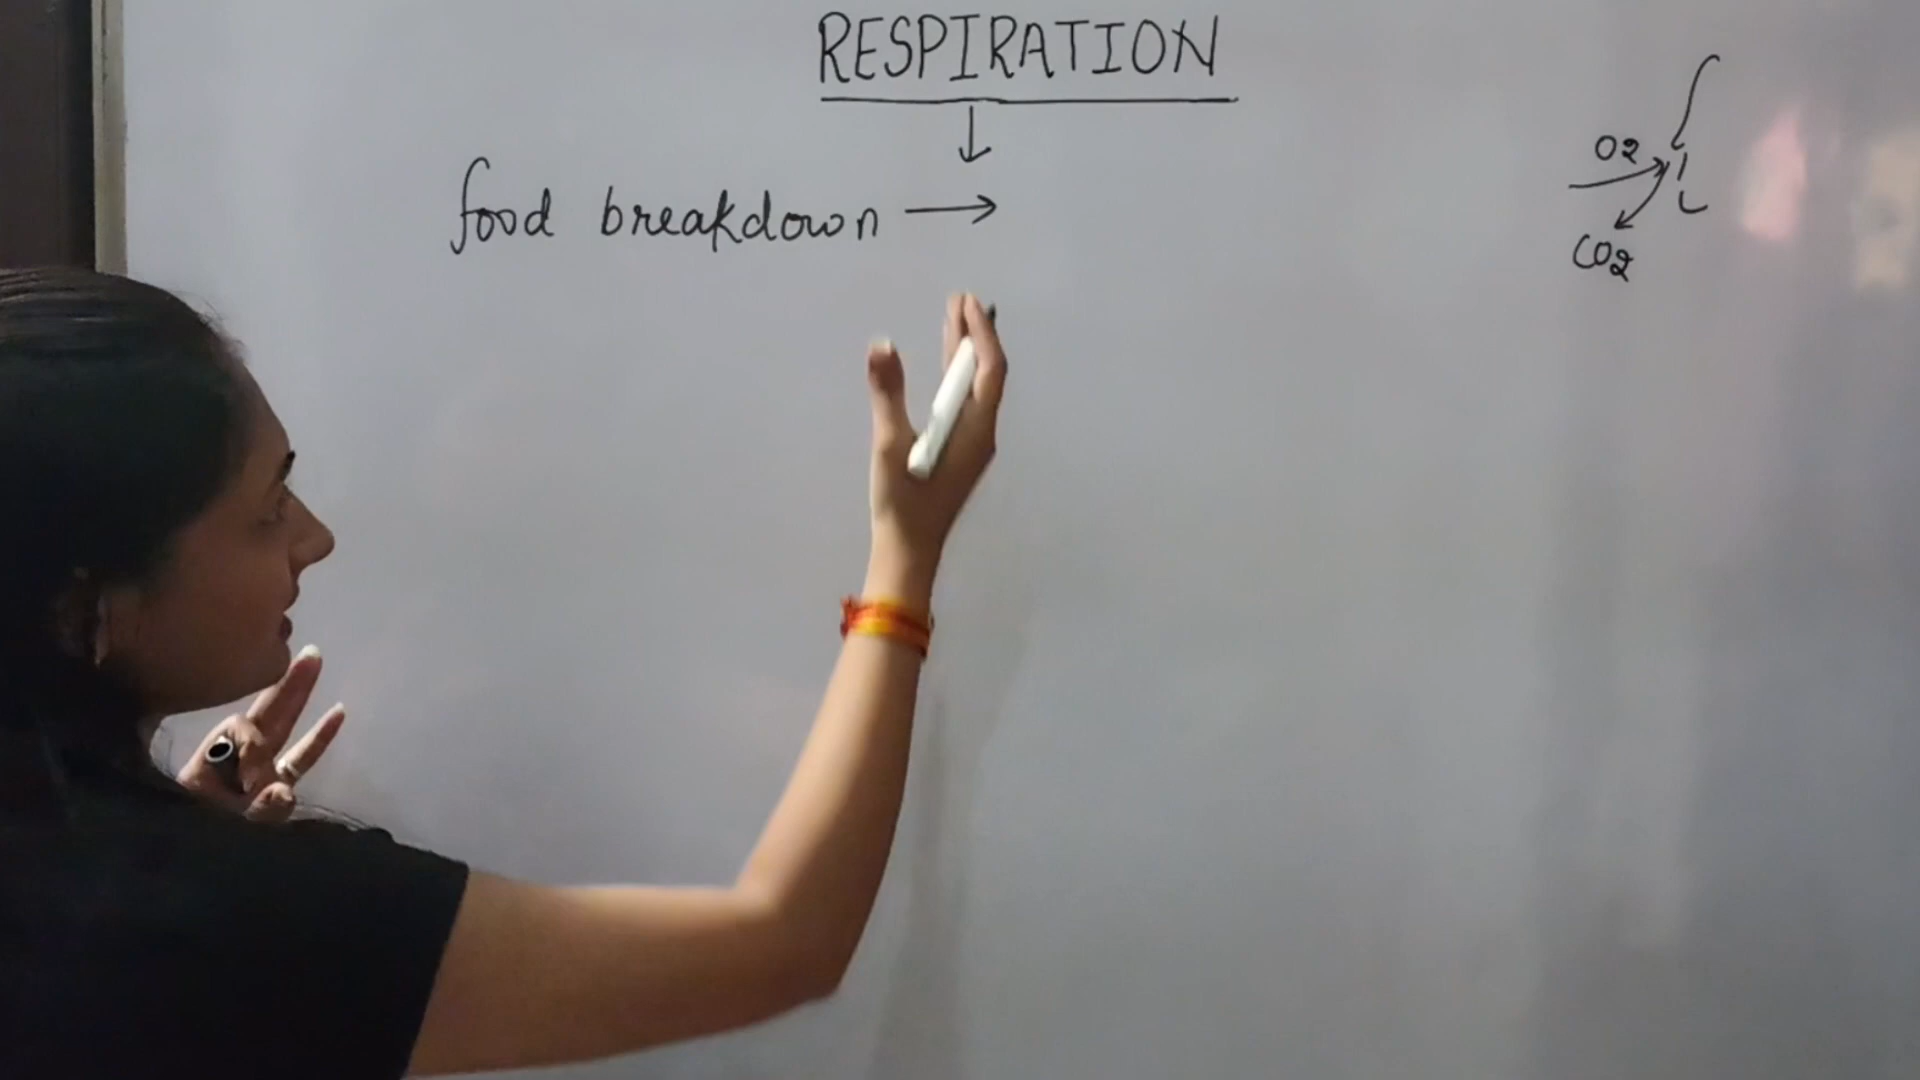 RESPIRATION
food breakdown →
O2
CO2